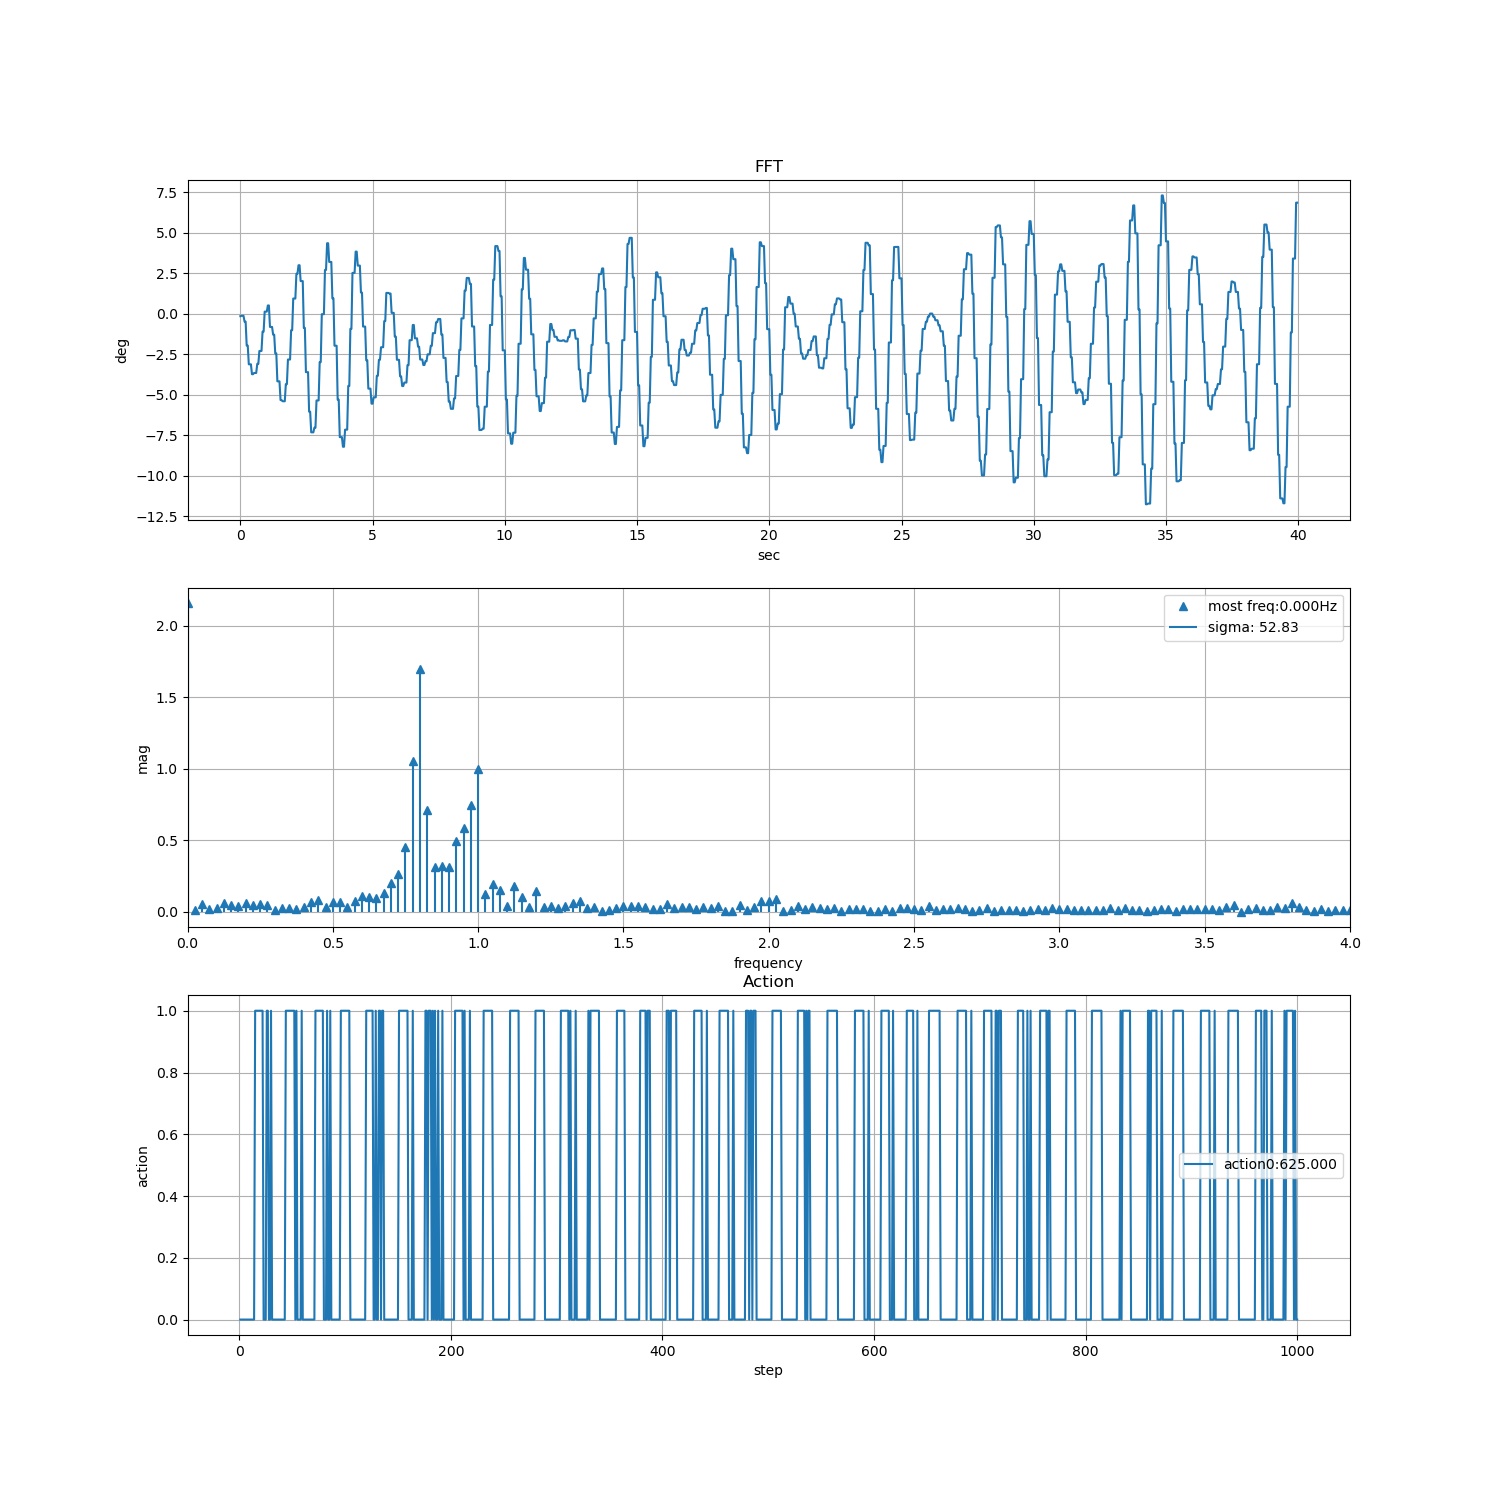 FFT
7.5
5.0
2.5
0.0
−2.5
−5.0
−7.5
−10.0
−12.5
deg
0 5 10 15 20 25 30 35 40
sec
most freq:0.000Hz
sigma: 52.83
2.0
1.5
1.0
0.5
0.0
mag
0.0 0.5 1.0 1.5 2.0 2.5 3.0 3.5 4.0
frequency
Action
1.0
0.8
0.6
0.4
0.2
0.0
action
action0:625.000
0 200 400 600 800 1000
step